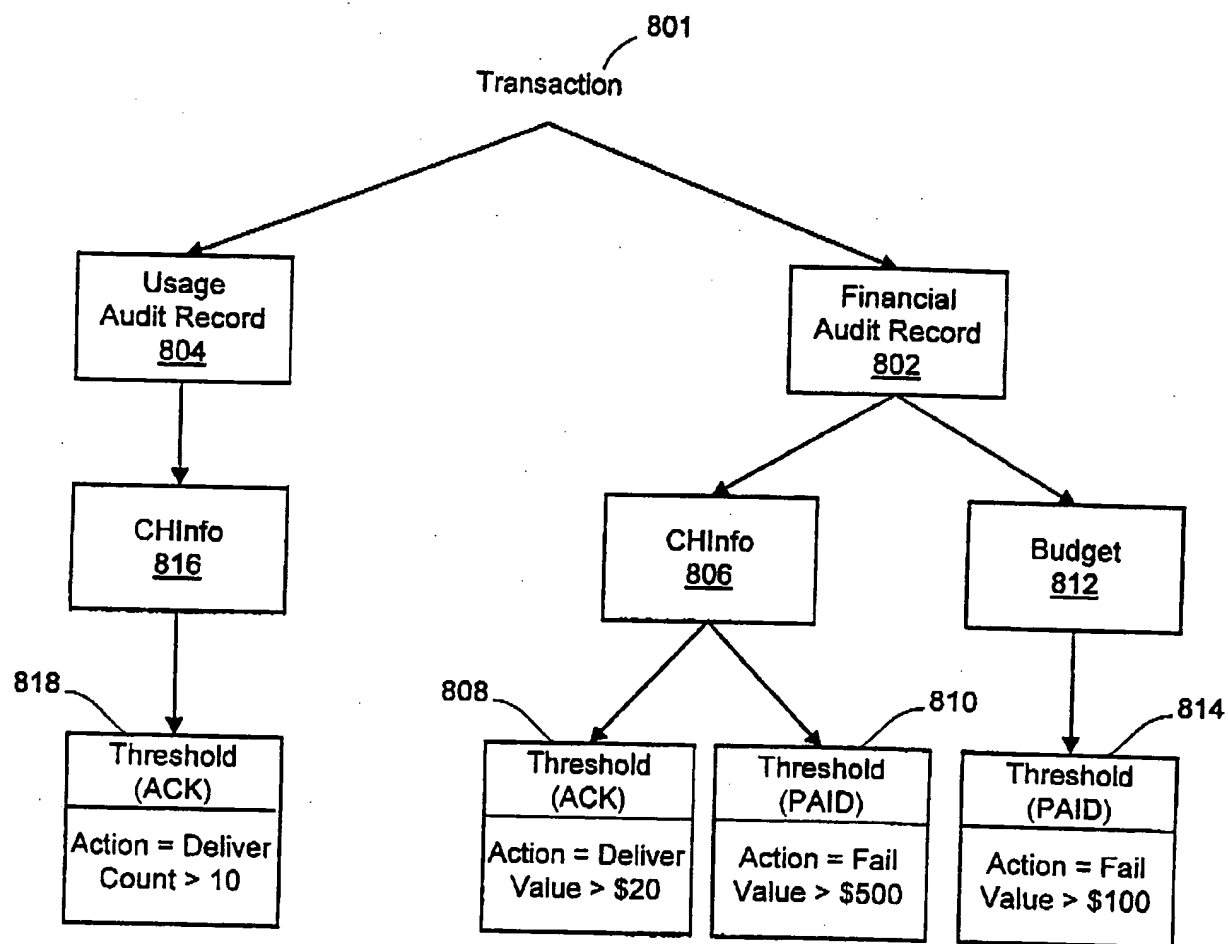 801
Transaction
Usage
Audit Record
804
Financial
Audit Record
802
CHInfo
816
CHInfo
806
Budget
812
818
Threshold
(ACK)
Action = Deliver
Count > 10
808
Threshold
(ACK)
Action = Deliver
Value > $20
810
Threshold
(PAID)
Action = Fail
Value > $500
814
Threshold
(PAID)
Action = Fail
Value > $100